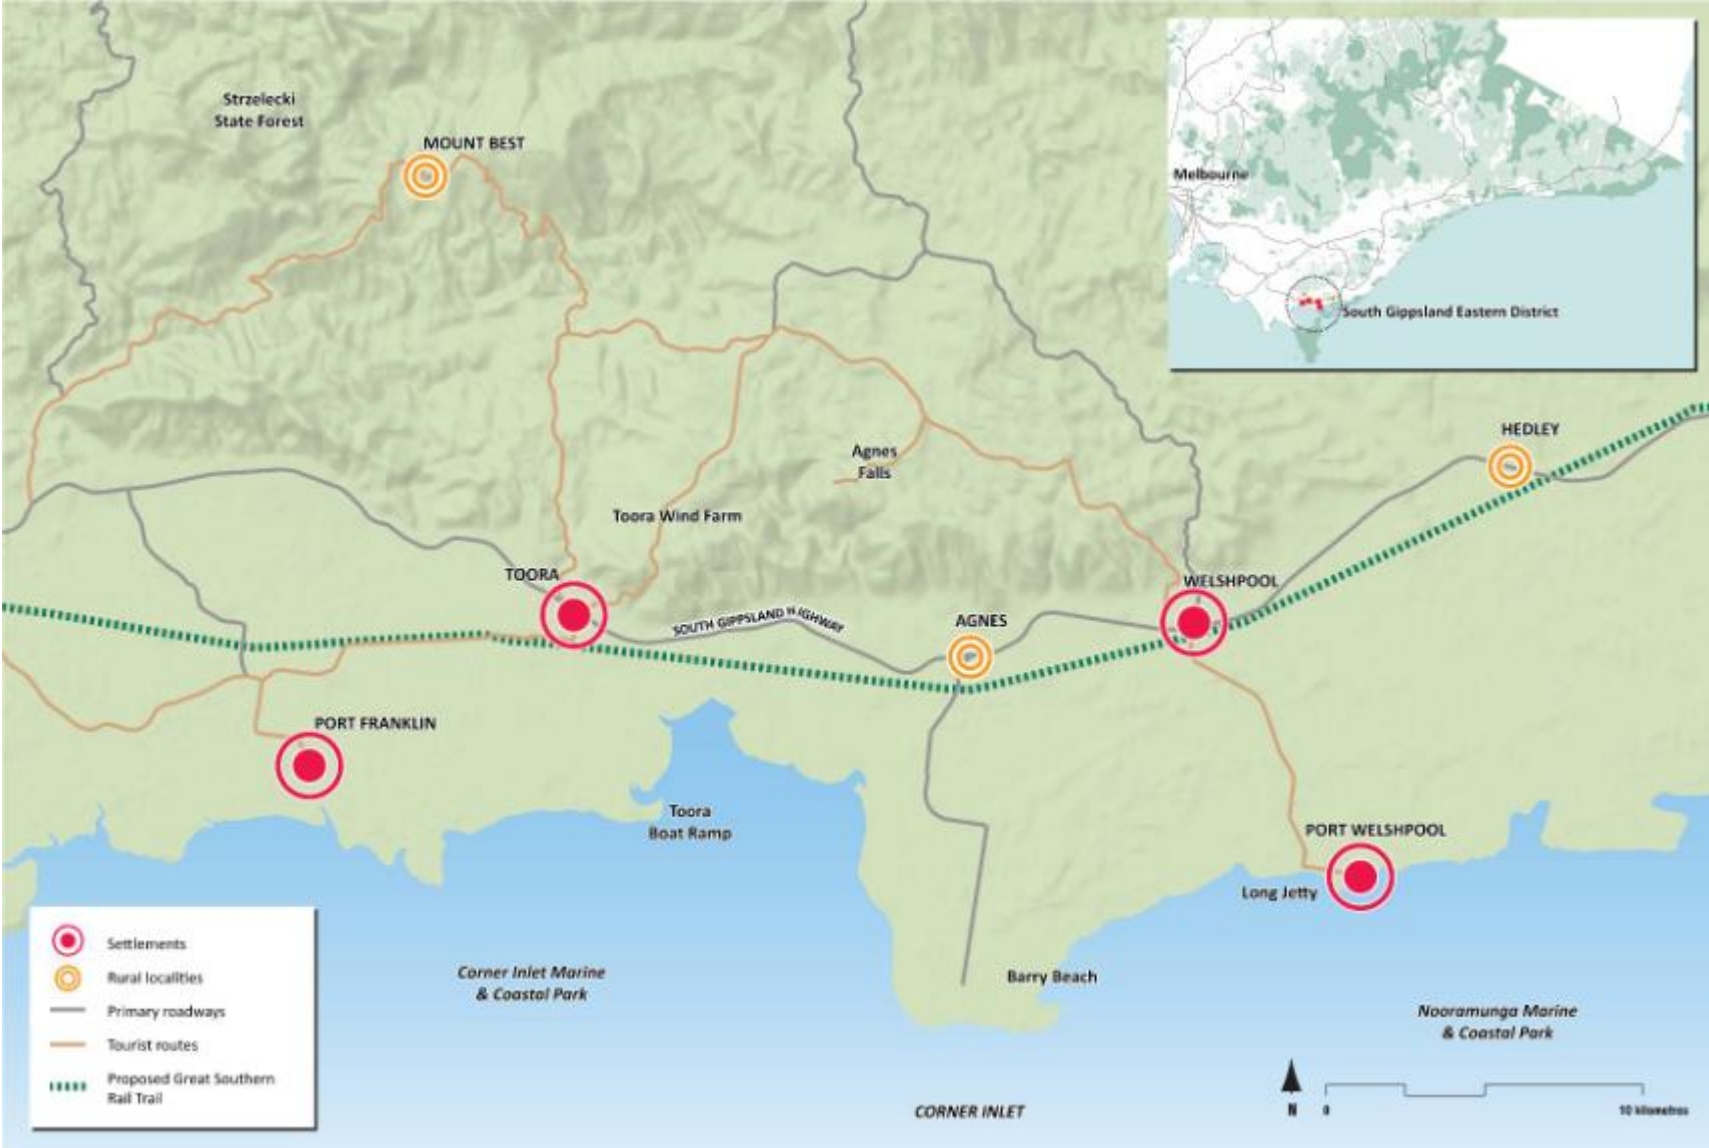 Strzelecki
State Forest
MOUNT BEST
Melbourne
South Gippsland Eastern District
HEDLEY
Agnes
Falls
Toora Wind Farm
TOORA
WELSHPOOL
SOUTH GIPPSLAND HIGHWAY
AGNES
PORT FRANKLIN
Toora
Boat Ramp
PORT WELSHPOOL
Long Jetty
Settlements
Rural localities
Primary roadways
Tourist routes
Proposed Great Southern
Rail Trail
Corner Inlet Marine
& Coastal Park
Barry Beach
Nooramunga Marine
& Coastal Park
CORNER INLET
N
0
10 kilometres